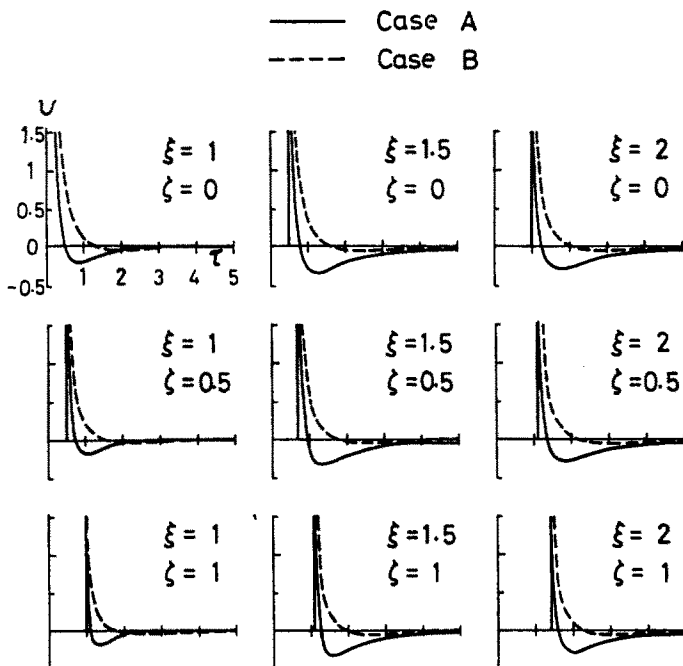 Case A
Case B
U
1.5
1
0.5
0
-0.5
ξ = 1
ζ = 0
τ
1 2 3 4 5
ξ = 1.5
ζ = 0
ξ = 2
ζ = 0
ξ = 1
ζ = 0.5
ξ = 1.5
ζ = 0.5
ξ = 2
ζ = 0.5
ξ = 1
ζ = 1
ξ = 1.5
ζ = 1
ξ = 2
ζ = 1